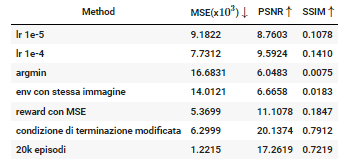 Method MSE(x10³)↓ PSNR↑ SSIM↑
lr 1e-5 9.1822 8.7603 0.1078
lr 1e-4 7.7312 9.5924 0.1410
argmin 16.6831 6.0483 0.0075
env con stessa immagine 14.0121 6.6658 0.0183
reward con MSE 5.3699 11.1078 0.1847
condizione di terminazione modificata 6.2999 20.1374 0.7912
20k episodi 1.2215 17.2619 0.7219